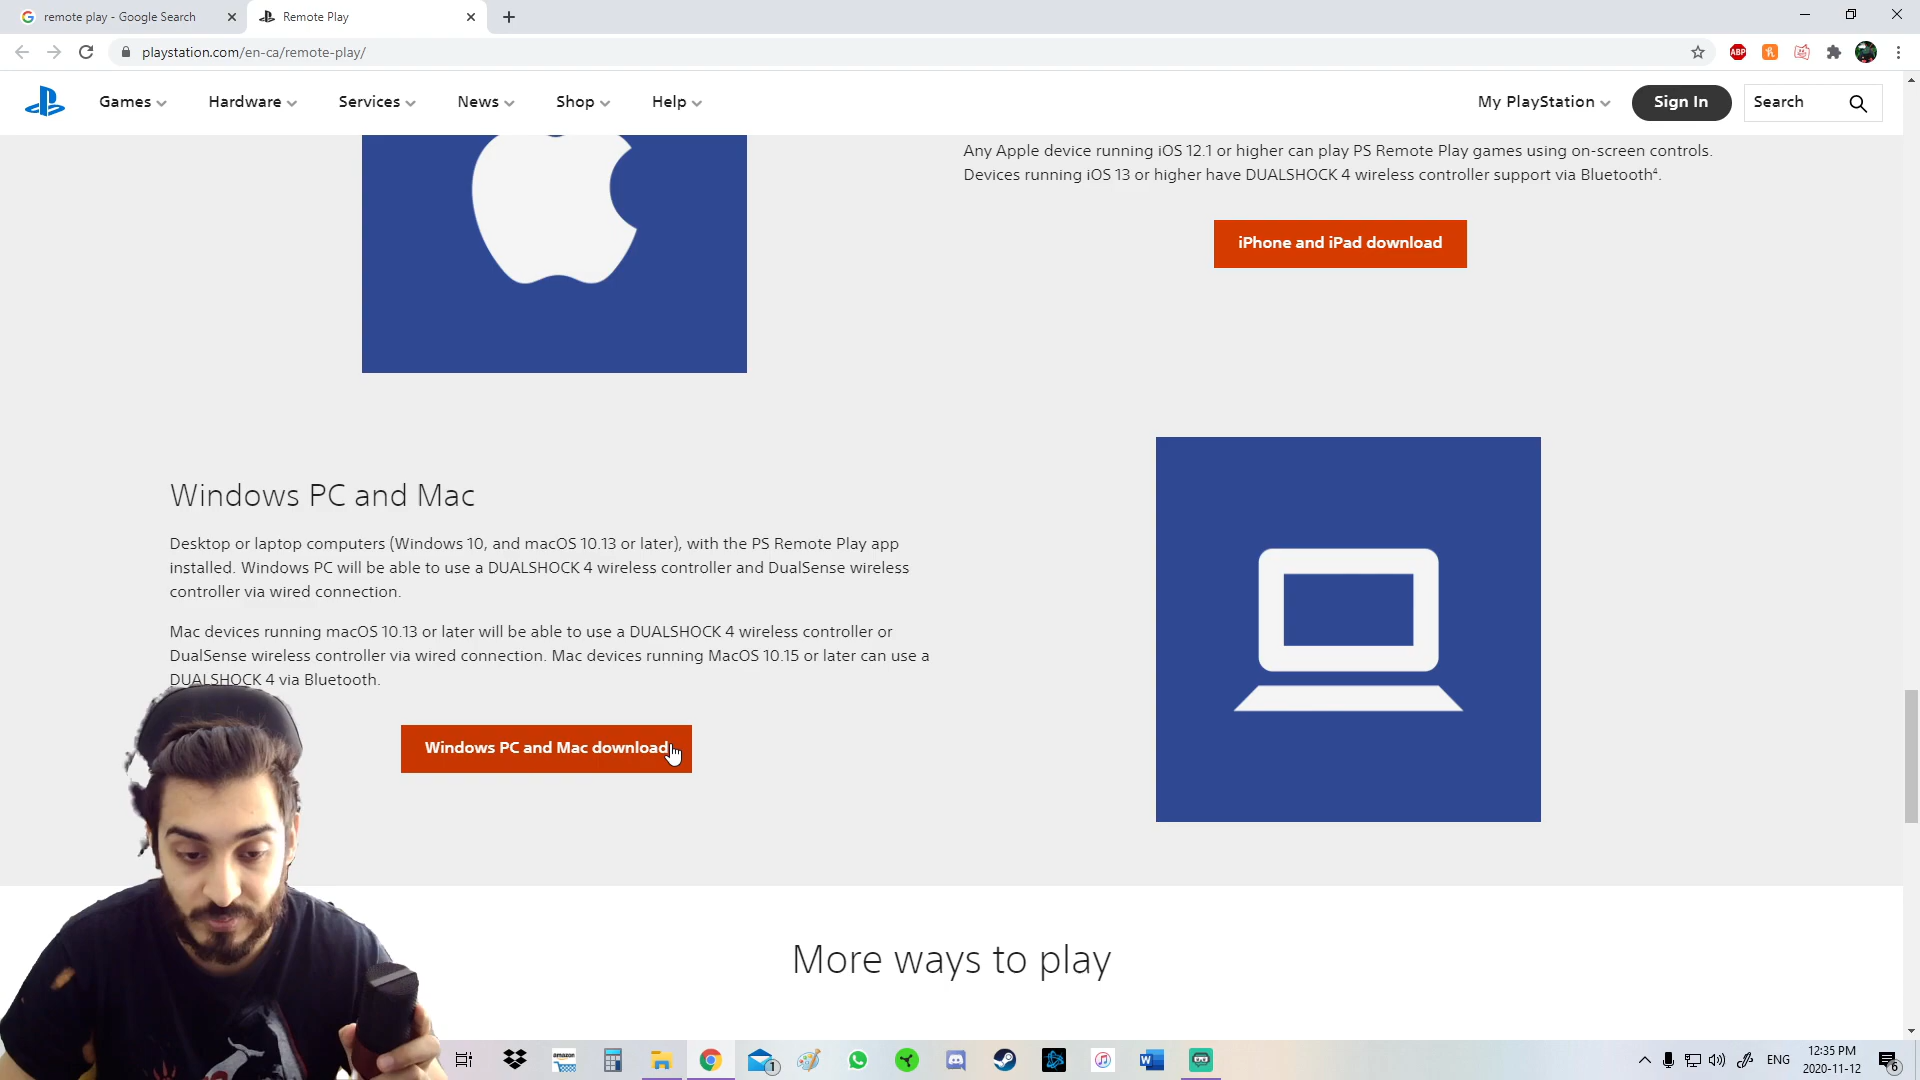 remote play - Google Search
Remote Play
playstation.com/en-ca/remote-play/
ABP
Games
Hardware
Services
News
Shop
Help
My PlayStation
Sign In
Search
Any Apple device running iOS 12.1 or higher can play PS Remote Play games using on-screen controls.
Devices running iOS 13 or higher have DUALSHOCK 4 wireless controller support via Bluetooth⁴.
iPhone and iPad download
Windows PC and Mac
Desktop or laptop computers (Windows 10, and macOS 10.13 or later), with the PS Remote Play app
installed. Windows PC will be able to use a DUALSHOCK 4 wireless controller and DualSense wireless
controller via wired connection.
Mac devices running macOS 10.13 or later will be able to use a DUALSHOCK 4 wireless controller or
DualSense wireless controller via wired connection. Mac devices running MacOS 10.15 or later can use a
DUALSHOCK 4 via Bluetooth.
Windows PC and Mac download
More ways to play
amazon
1
W
ENG
12:35 PM
2020-11-12
6